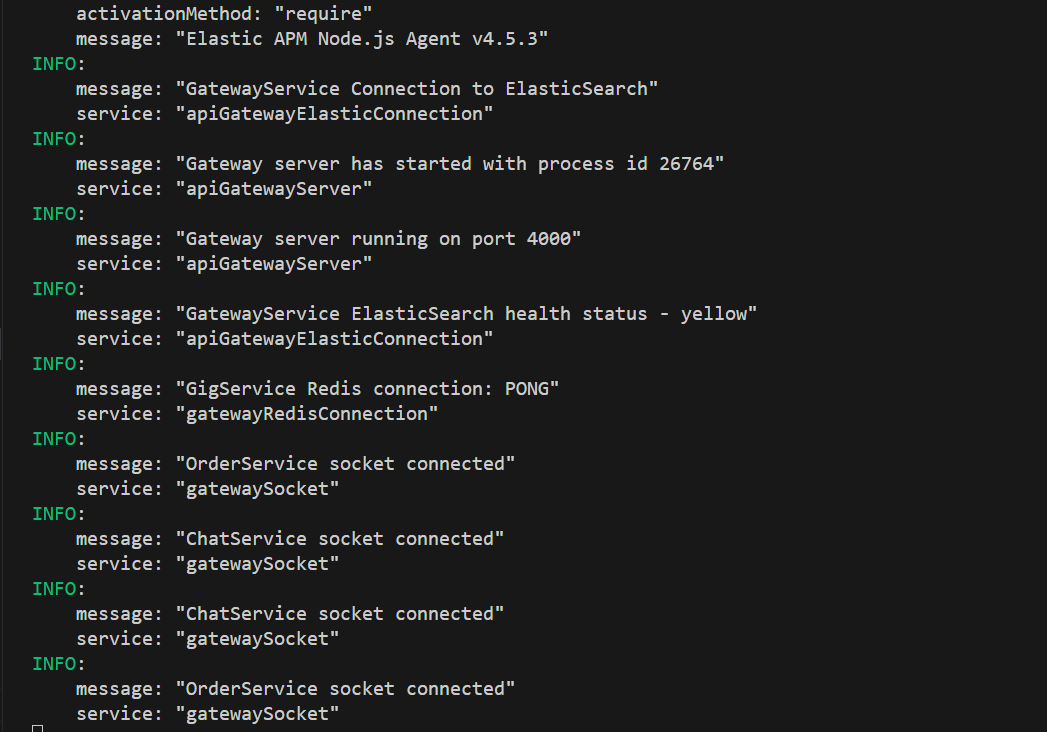 activationMethod: "require"
message: "Elastic APM Node.js Agent v4.5.3"
INFO:
message: "GatewayService Connection to ElasticSearch"
service: "apiGatewayElasticConnection"
INFO:
message: "Gateway server has started with process id 26764"
service: "apiGatewayServer"
INFO:
message: "Gateway server running on port 4000"
service: "apiGatewayServer"
INFO:
message: "GatewayService ElasticSearch health status - yellow"
service: "apiGatewayElasticConnection"
INFO:
message: "GigService Redis connection: PONG"
service: "gatewayRedisConnection"
INFO:
message: "OrderService socket connected"
service: "gatewaySocket"
INFO:
message: "ChatService socket connected"
service: "gatewaySocket"
INFO:
message: "ChatService socket connected"
service: "gatewaySocket"
INFO:
message: "OrderService socket connected"
service: "gatewaySocket"